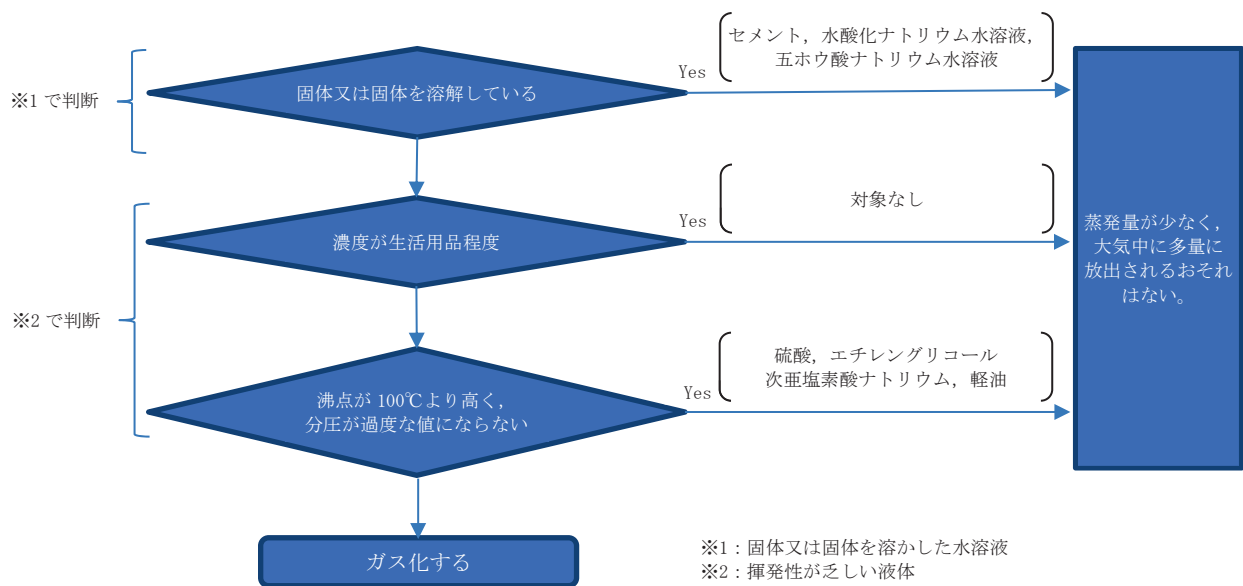 セメント，水酸化ナトリウム水溶液，
五ホウ酸ナトリウム水溶液
Yes
※1 で判断
固体又は固体を溶解している
対象なし
Yes
濃度が生活用品程度
蒸発量が少なく，
大気中に多量に
放出されるおそれ
はない。
※2 で判断
硫酸，エチレングリコール
次亜塩素酸ナトリウム，軽油
Yes
沸点が 100℃より高く，
分圧が過度な値にならない
ガス化する
※1：固体又は固体を溶かした水溶液
※2：揮発性が乏しい液体